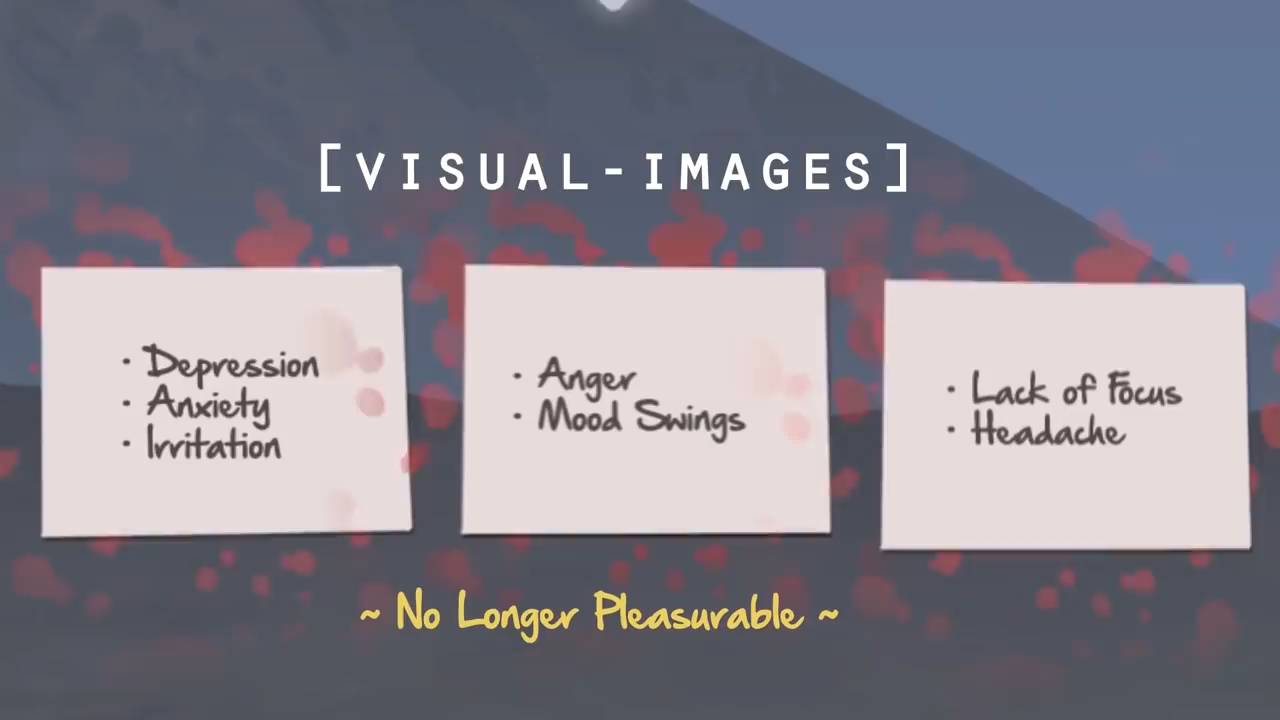 [VISUAL-IMAGES]
· Depression
· Anxiety
· Irritation
· Anger
· Mood Swings
· Lack of Focus
· Headache
~ No Longer Pleasurable ~